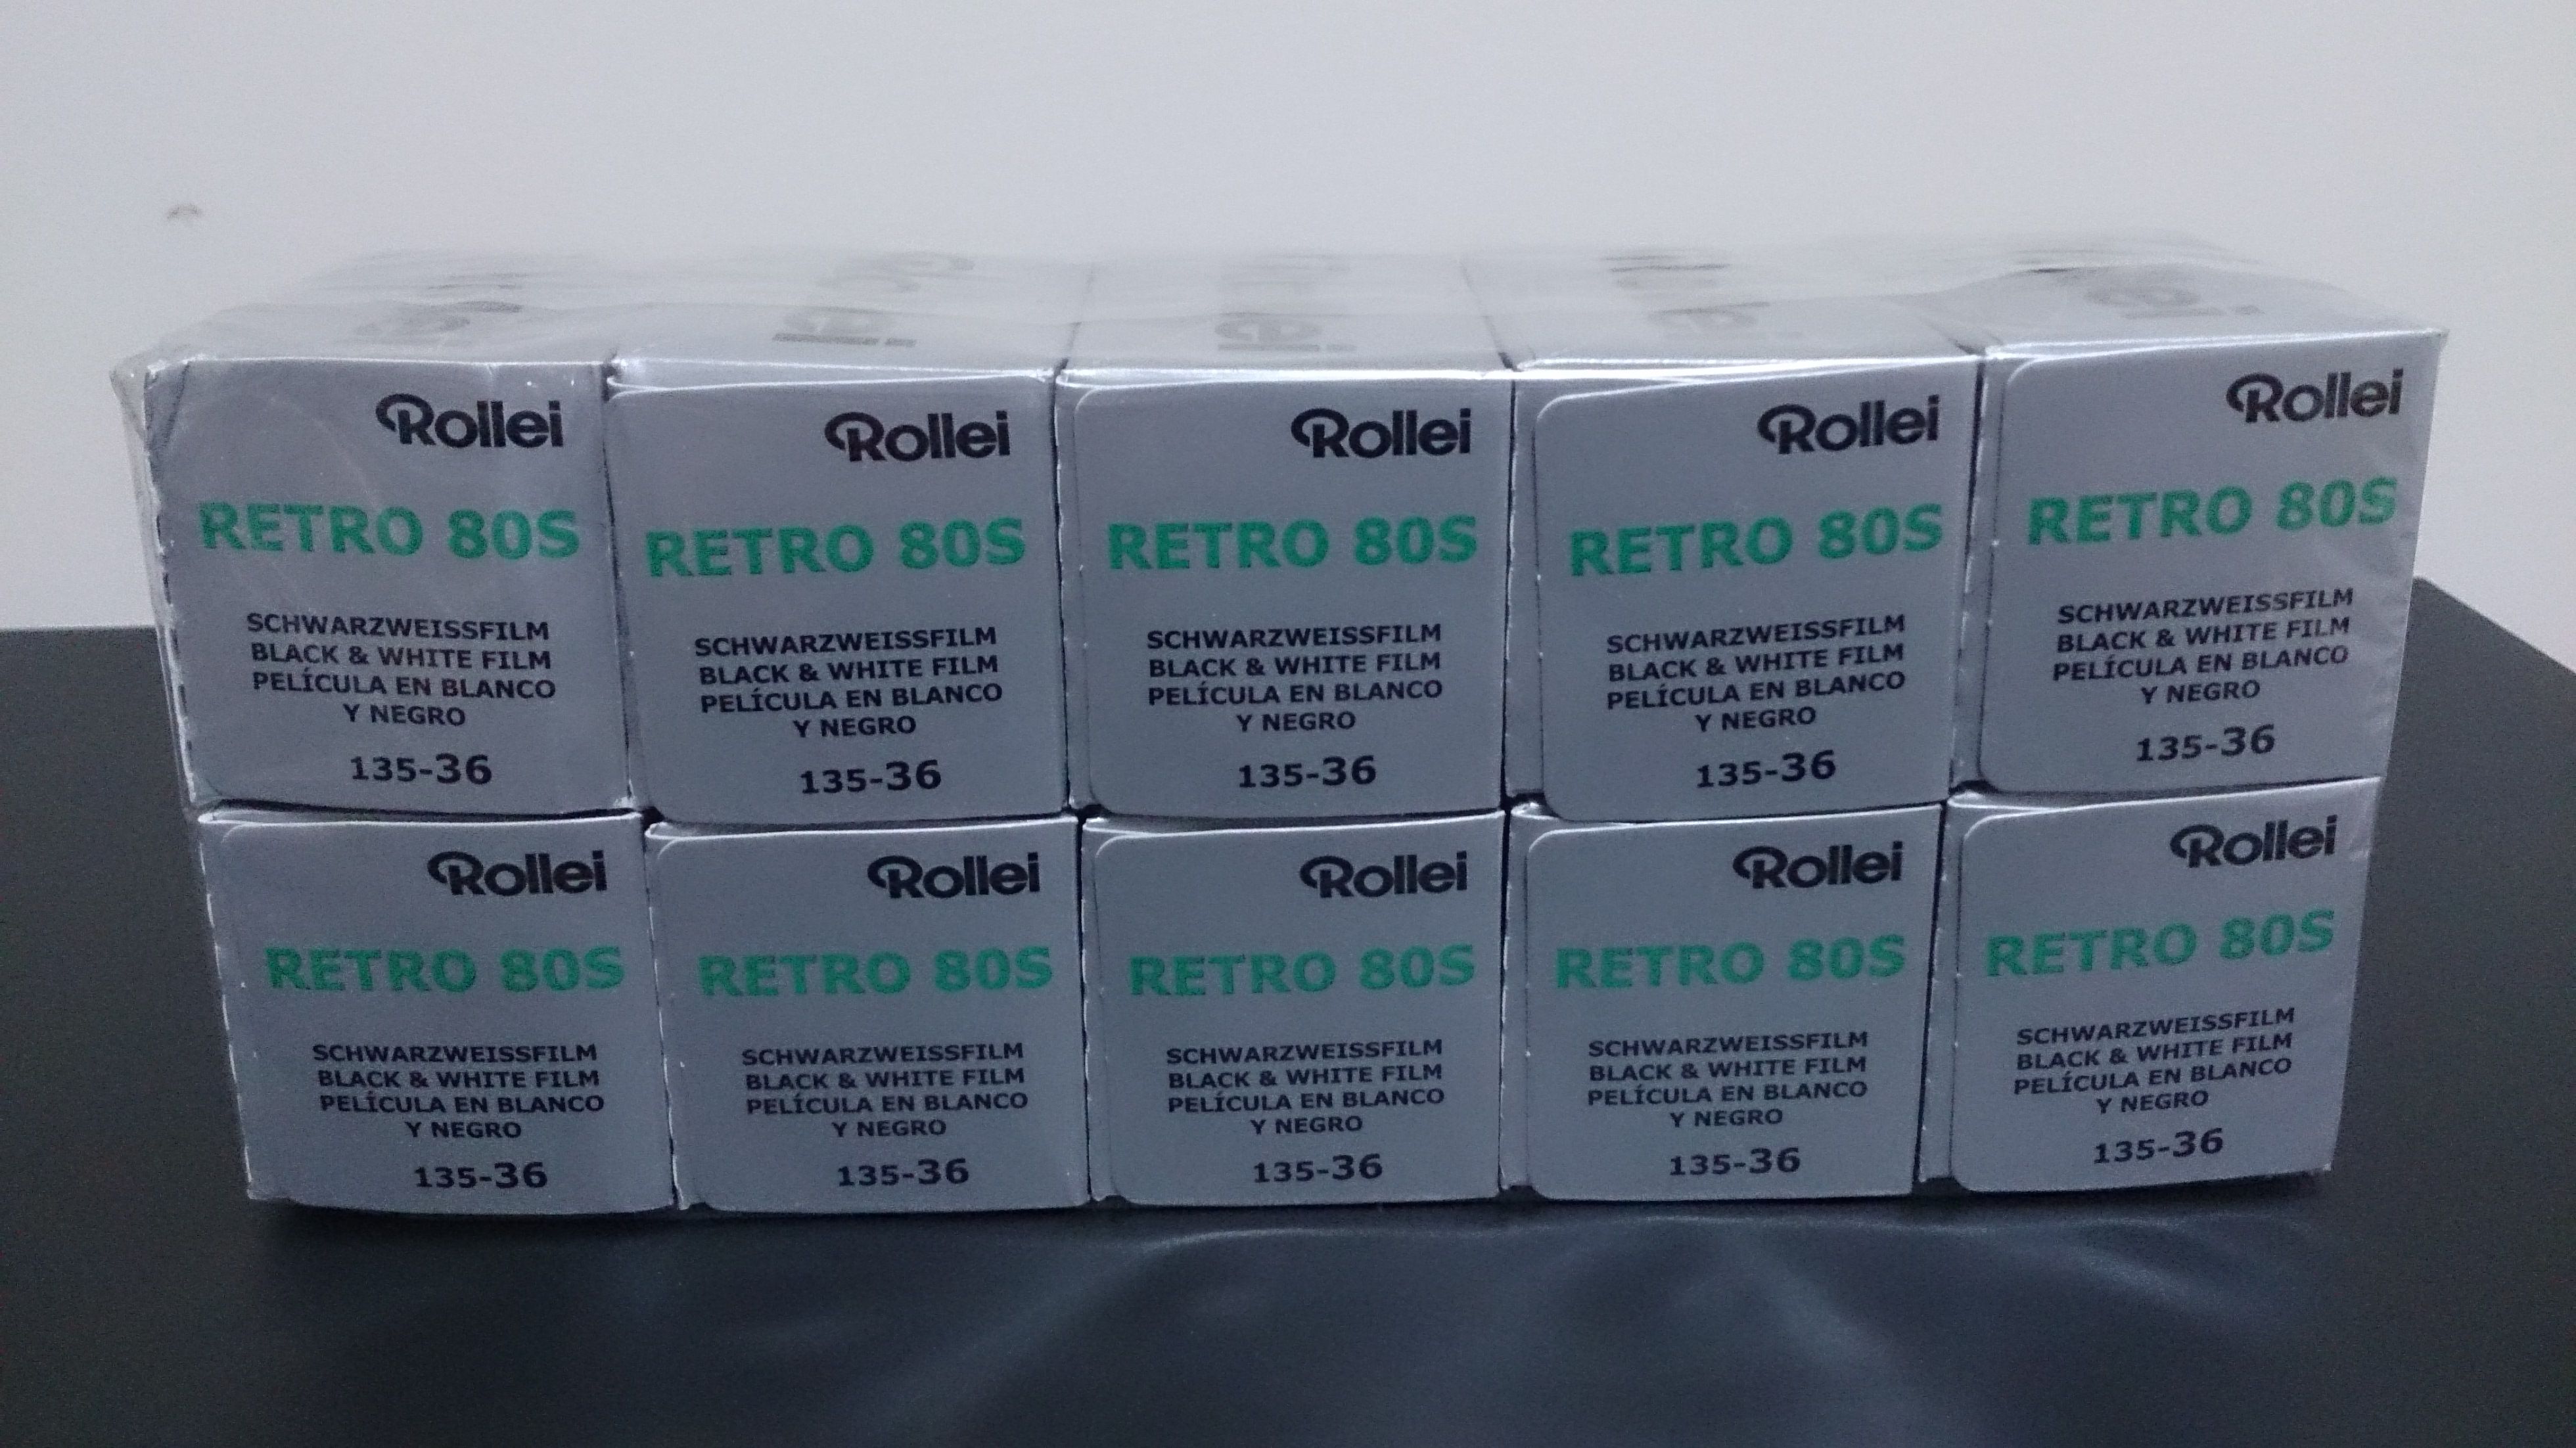 Rollei
RETRO 80S
SCHWARZWEISSFILM
BLACK & WHITE FILM
PELÍCULA EN BLANCO
Y NEGRO
135-36
Rollei
RETRO 80S
SCHWARZWEISSFILM
BLACK & WHITE FILM
PELÍCULA EN BLANCO
Y NEGRO
135-36
Rollei
RETRO 80S
SCHWARZWEISSFILM
BLACK & WHITE FILM
PELÍCULA EN BLANCO
Y NEGRO
135-36
Rollei
RETRO 80S
SCHWARZWEISSFILM
BLACK & WHITE FILM
PELÍCULA EN BLANCO
Y NEGRO
135-36
Rollei
RETRO 80S
SCHWARZWEISSFILM
BLACK & WHITE FILM
PELÍCULA EN BLANCO
Y NEGRO
135-36
Rollei
RETRO 80S
SCHWARZWEISSFILM
BLACK & WHITE FILM
PELÍCULA EN BLANCO
Y NEGRO
135-36
Rollei
RETRO 80S
SCHWARZWEISSFILM
BLACK & WHITE FILM
PELÍCULA EN BLANCO
Y NEGRO
135-36
Rollei
RETRO 80S
SCHWARZWEISSFILM
BLACK & WHITE FILM
PELÍCULA EN BLANCO
Y NEGRO
135-36
Rollei
RETRO 80S
SCHWARZWEISSFILM
BLACK & WHITE FILM
PELÍCULA EN BLANCO
Y NEGRO
135-36
Rollei
RETRO 80S
SCHWARZWEISSFILM
BLACK & WHITE FILM
PELÍCULA EN BLANCO
Y NEGRO
135-36